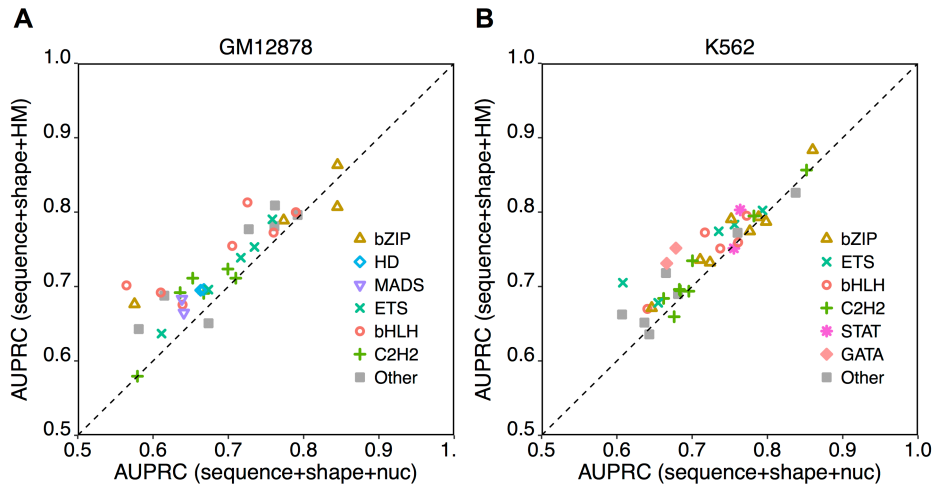 A
B
GM12878
K562
AUPRC (sequence+shape+HM)
1.0
0.9
0.8
0.7
0.6
0.5
0.5 0.6 0.7 0.8 0.9 1.
AUPRC (sequence+shape+nuc)
bZIP
HD
MADS
ETS
bHLH
C2H2
Other
AUPRC (sequence+shape+HM)
1.0
0.9
0.8
0.7
0.6
0.5
0.5 0.6 0.7 0.8 0.9 1.0
AUPRC (sequence+shape+nuc)
bZIP
ETS
bHLH
C2H2
STAT
GATA
Other